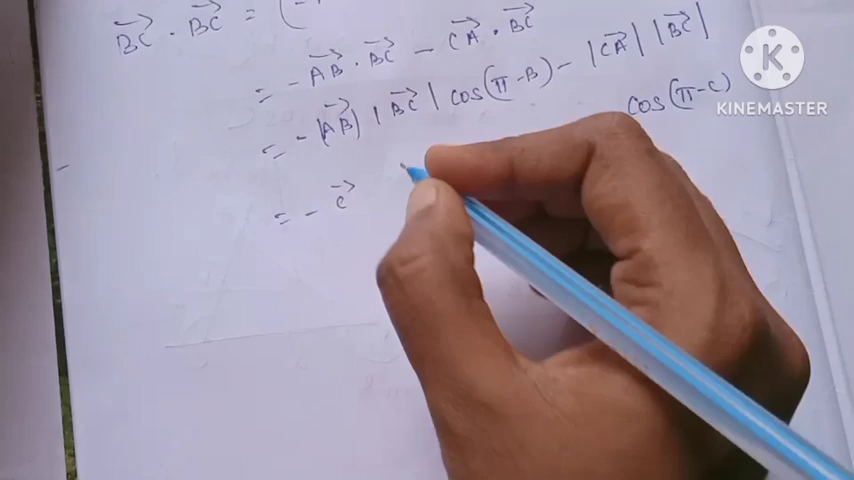 BC⃗ . BC⃗ = (-
= - AB⃗ . BC⃗ - CA⃗ . BC⃗
= - |AB⃗| |BC⃗| cos(π-B) - |CA⃗| |BC⃗|
cos(π-C)
= - c⃗
KINEMASTER